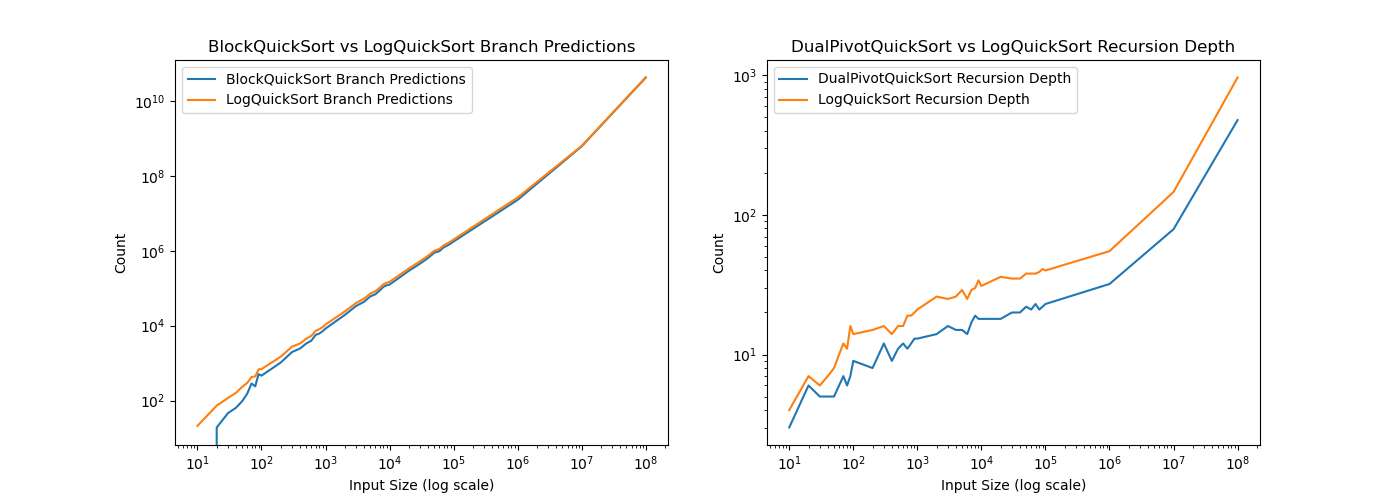 BlockQuickSort vs LogQuickSort Branch Predictions
BlockQuickSort Branch Predictions
LogQuickSort Branch Predictions
Count
10^10
10^8
10^6
10^4
10^2
10^1 10^2 10^3 10^4 10^5 10^6 10^7 10^8
Input Size (log scale)
DualPivotQuickSort vs LogQuickSort Recursion Depth
DualPivotQuickSort Recursion Depth
LogQuickSort Recursion Depth
Count
10^3
10^2
10^1
10^1 10^2 10^3 10^4 10^5 10^6 10^7 10^8
Input Size (log scale)